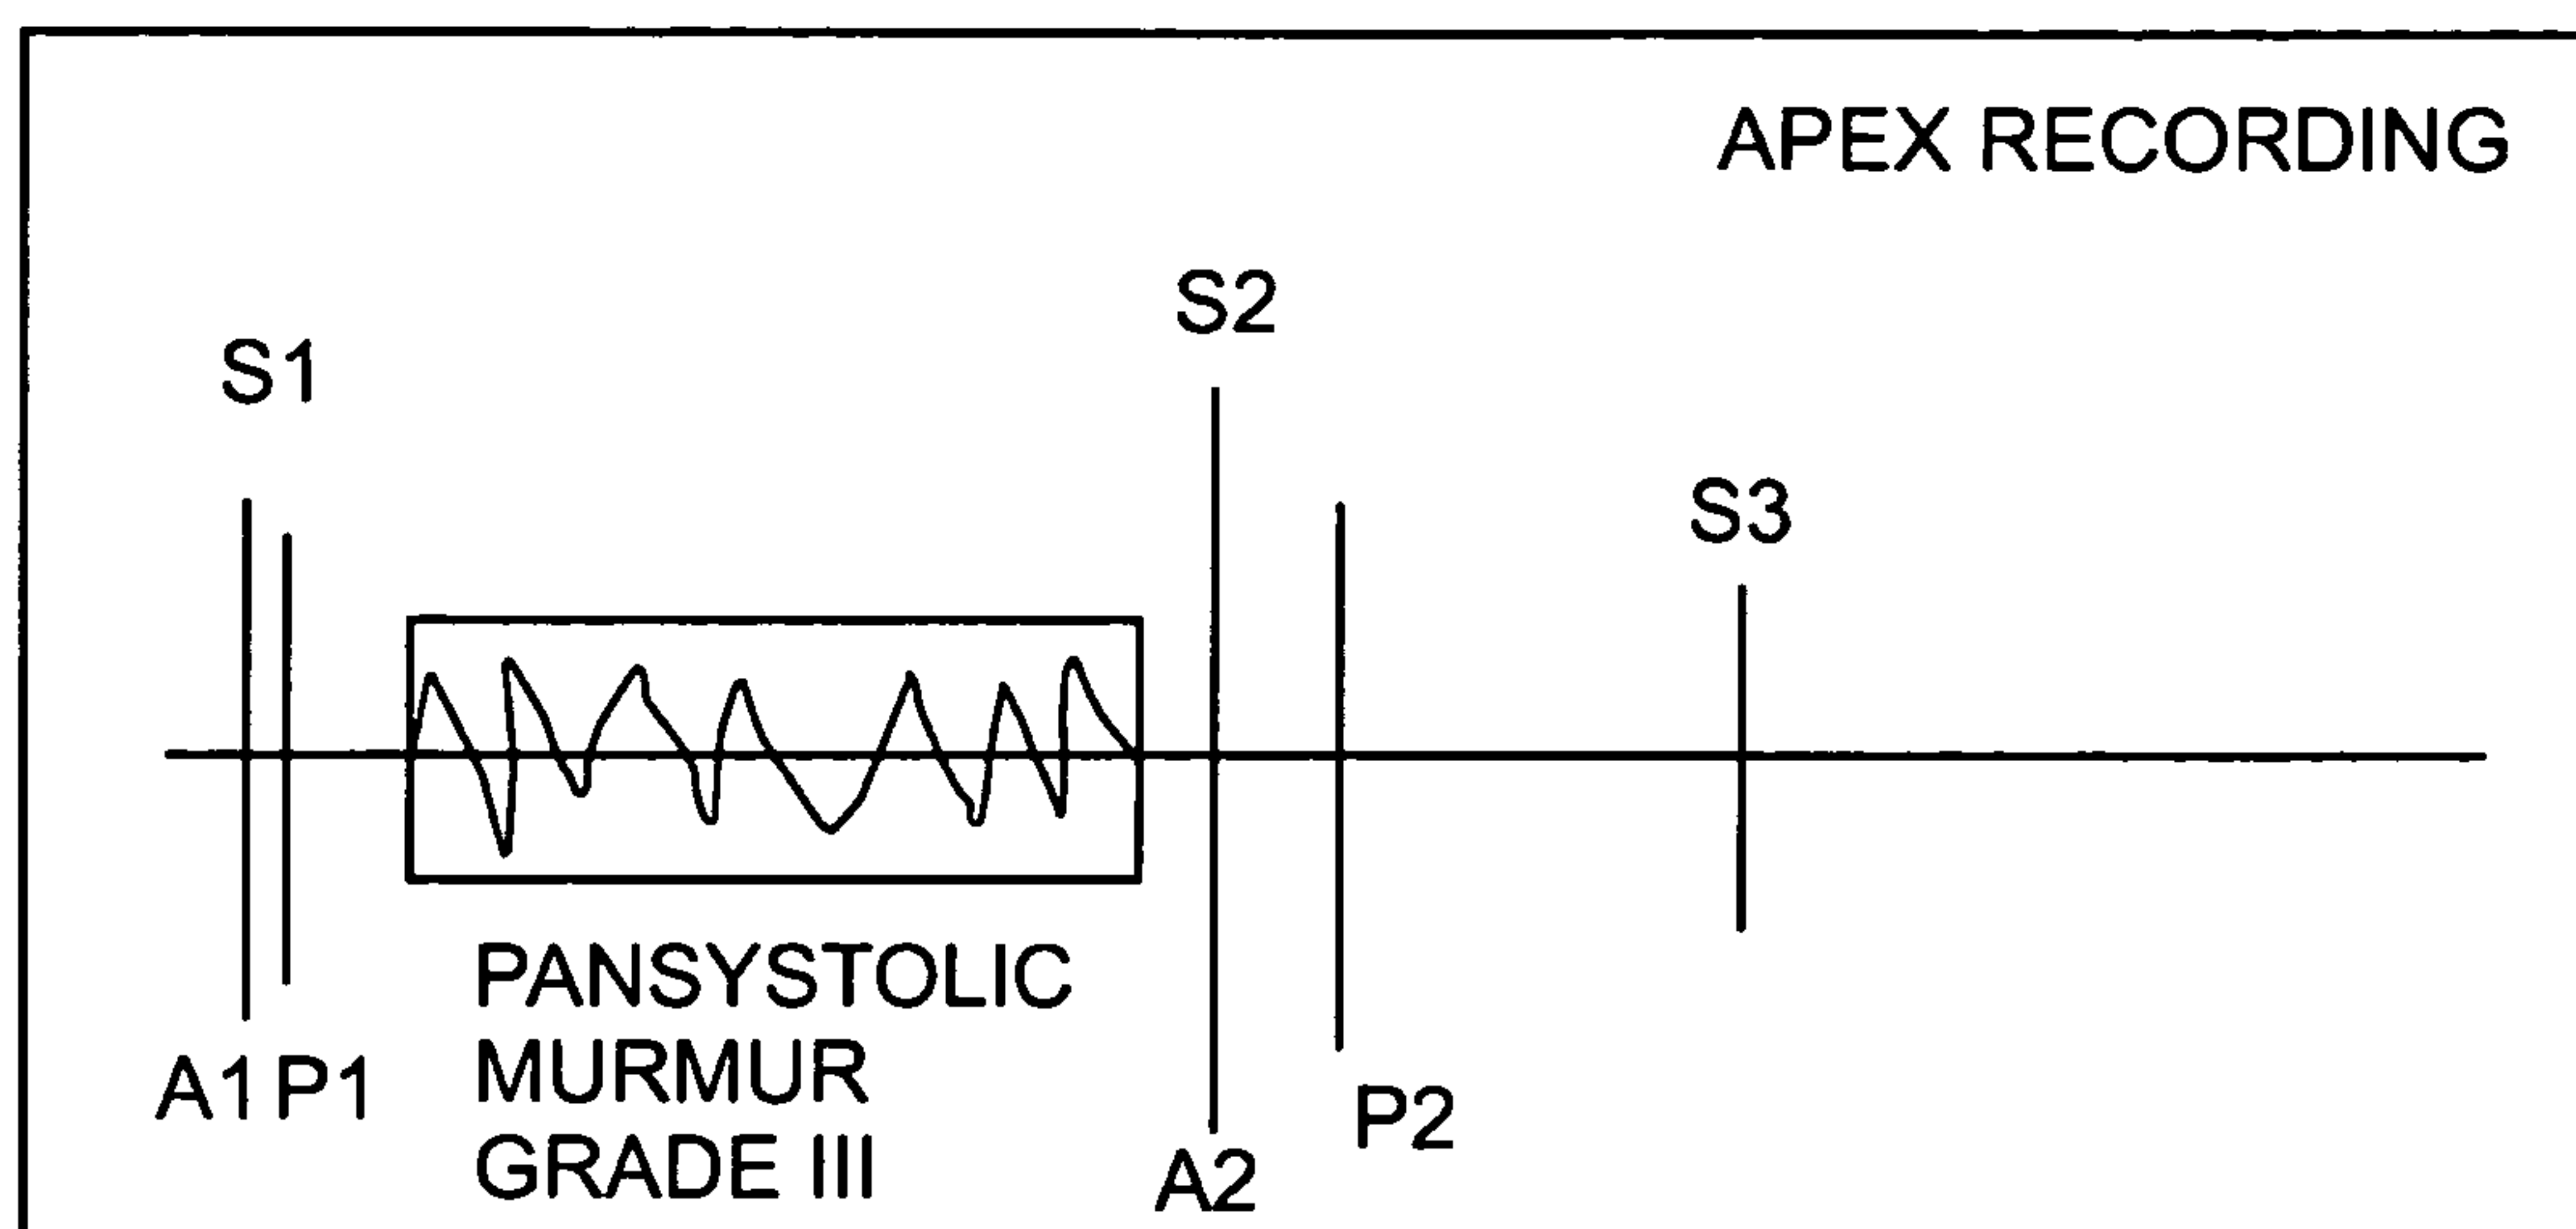 APEX RECORDING
S2
S1
S3
PANSYSTOLIC
MURMUR
GRADE III
A1 P1
P2
A2